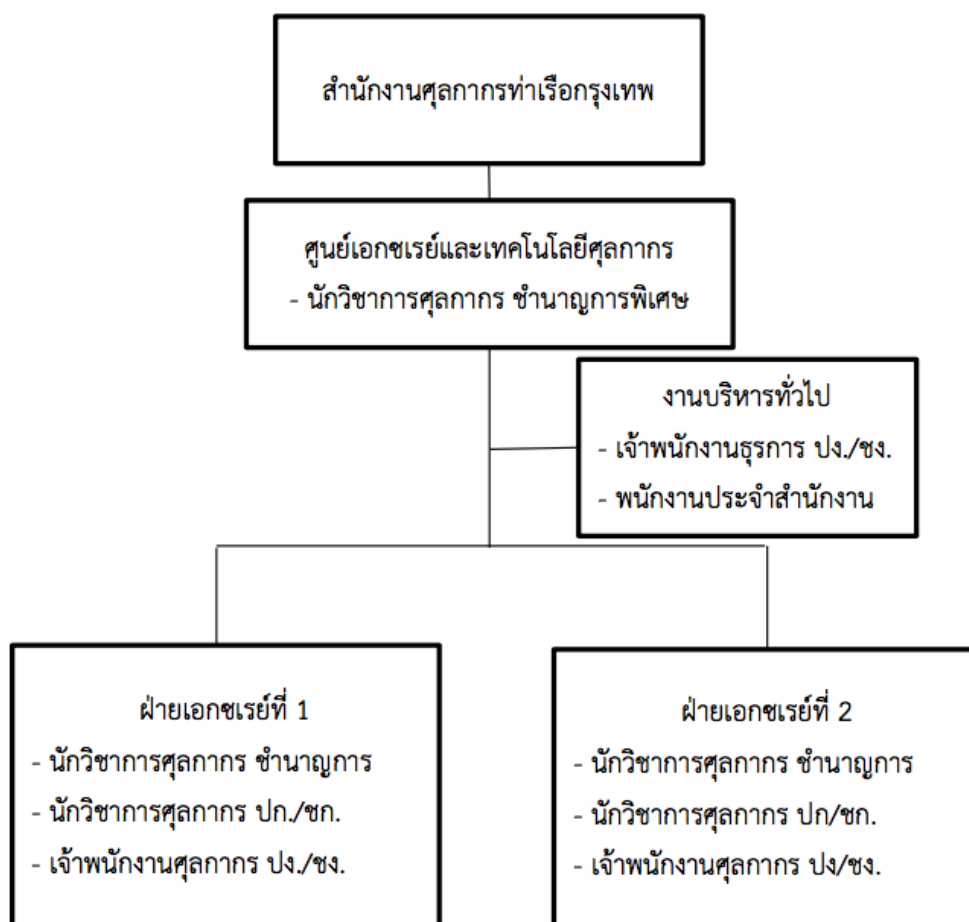 สำนักงานศุลกากรท่าเรือกรุงเทพ
ศูนย์เอกซเรย์และเทคโนโลยีศุลกากร
- นักวิชาการศุลกากร ชำนาญการพิเศษ
งานบริหารทั่วไป
- เจ้าพนักงานธุรการ ปง./ชง.
- พนักงานประจำสำนักงาน
ฝ่ายเอกซเรย์ที่ 1
- นักวิชาการศุลกากร ชำนาญการ
- นักวิชาการศุลกากร ปก./ชก.
- เจ้าพนักงานศุลกากร ปง./ชง.
ฝ่ายเอกซเรย์ที่ 2
- นักวิชาการศุลกากร ชำนาญการ
- นักวิชาการศุลกากร ปก/ชก.
- เจ้าพนักงานศุลกากร ปง/ชง.